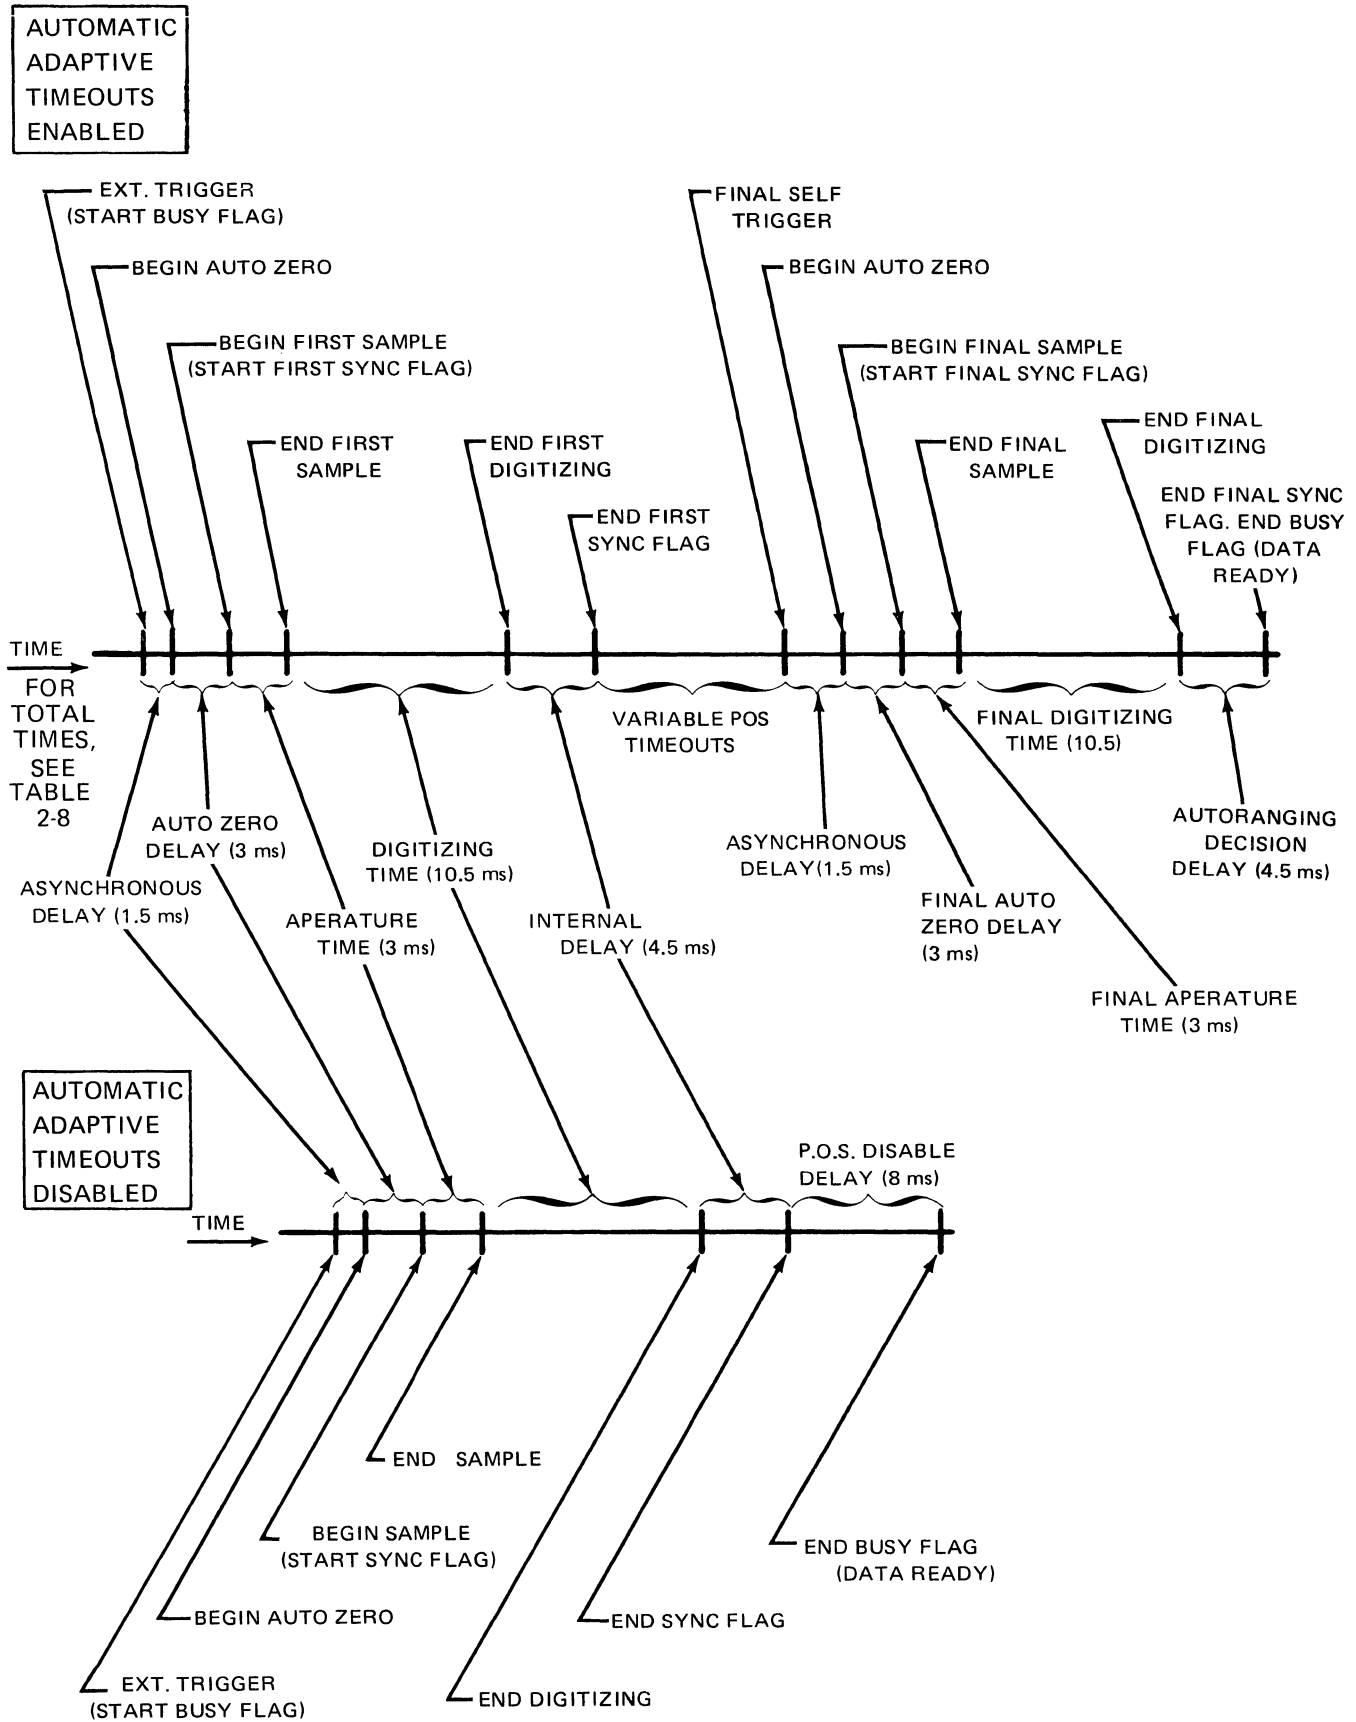 AUTOMATIC
ADAPTIVE
TIMEOUTS
ENABLED
EXT. TRIGGER
(START BUSY FLAG)
BEGIN AUTO ZERO
BEGIN FIRST SAMPLE
(START FIRST SYNC FLAG)
END FIRST
SAMPLE
END FIRST
DIGITIZING
END FIRST
SYNC FLAG
FINAL SELF
TRIGGER
BEGIN AUTO ZERO
BEGIN FINAL SAMPLE
(START FINAL SYNC FLAG)
END FINAL
SAMPLE
END FINAL
DIGITIZING
END FINAL SYNC
FLAG. END BUSY
FLAG (DATA
READY)
TIME
FOR
TOTAL
TIMES,
SEE
TABLE
2-8
ASYNCHRONOUS
DELAY (1.5 ms)
AUTO ZERO
DELAY (3 ms)
APERATURE
TIME (3 ms)
DIGITIZING
TIME (10.5 ms)
INTERNAL
DELAY (4.5 ms)
VARIABLE POS
TIMEOUTS
ASYNCHRONOUS
DELAY(1.5 ms)
FINAL AUTO
ZERO DELAY
(3 ms)
FINAL DIGITIZING
TIME (10.5)
FINAL APERATURE
TIME (3 ms)
AUTORANGING
DECISION
DELAY (4.5 ms)
AUTOMATIC
ADAPTIVE
TIMEOUTS
DISABLED
TIME
P.O.S. DISABLE
DELAY (8 ms)
END SAMPLE
BEGIN SAMPLE
(START SYNC FLAG)
BEGIN AUTO ZERO
EXT. TRIGGER
(START BUSY FLAG)
END BUSY FLAG
(DATA READY)
END SYNC FLAG
END DIGITIZING